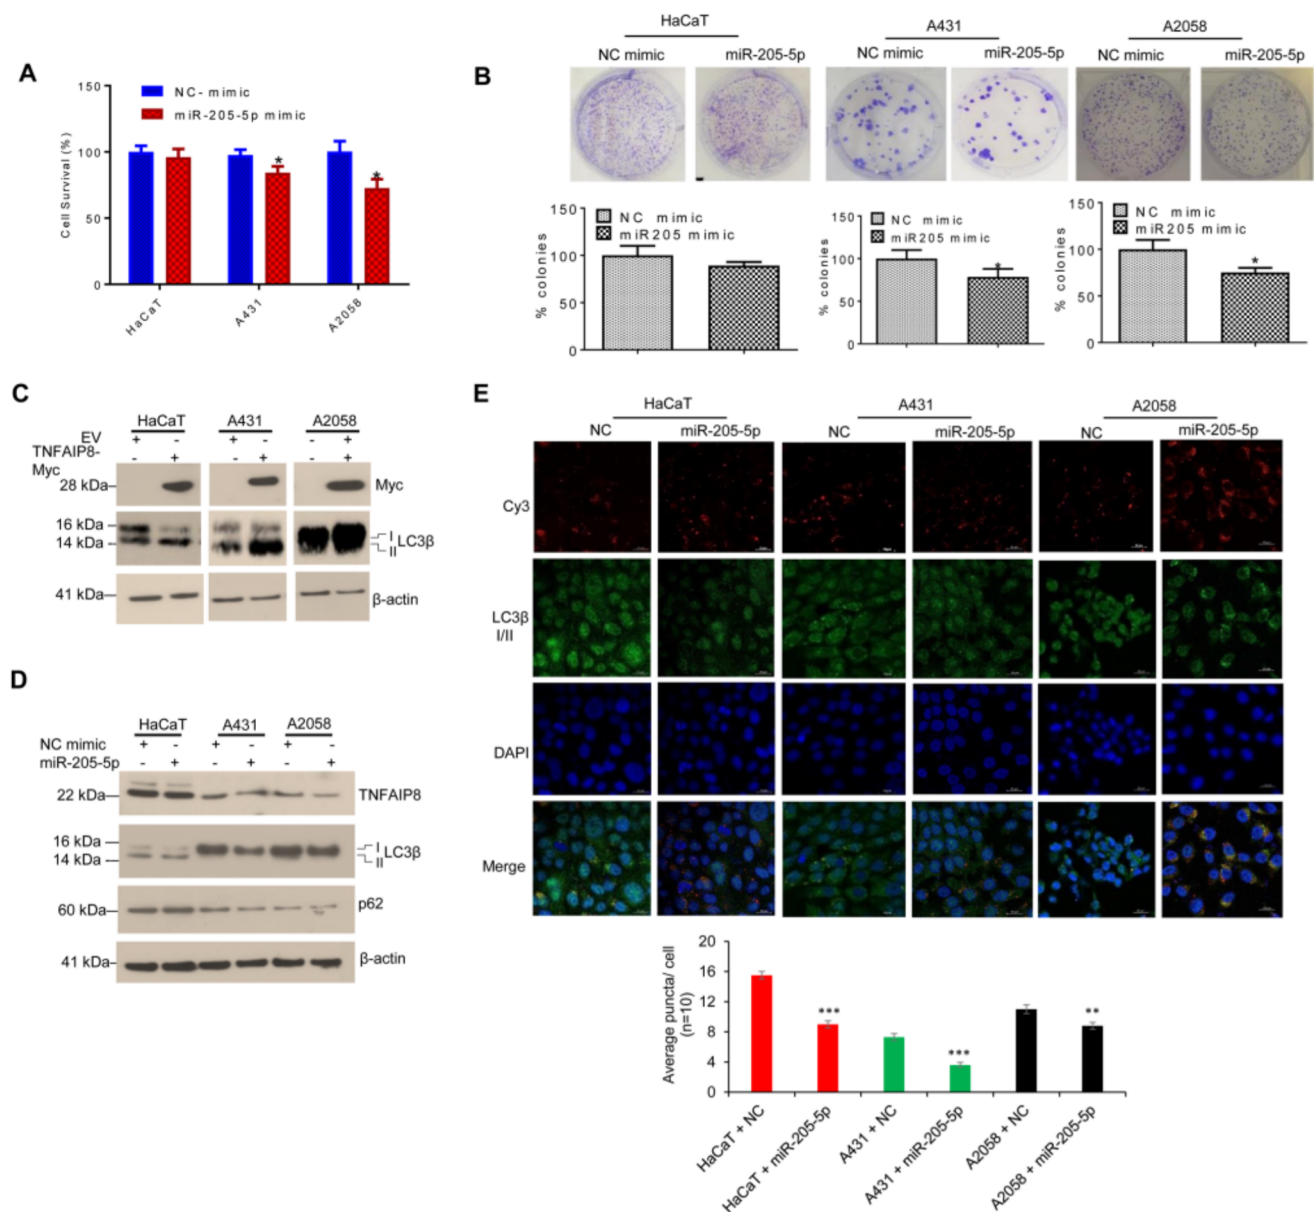 A
150
100
50
0
Cell Survival (%)
NC- mimic
miR-205-5p mimic
*
*
HaCaT
A431
A2058
B
HaCaT
A431
A2058
NC mimic
miR-205-5p
NC mimic
miR-205-5p
NC mimic
miR-205-5p
150
100
50
0
% colonies
NC mimic
miR205 mimic
150
100
50
0
% colonies
NC mimic
miR205 mimic
*
150
100
50
0
% colonies
NC mimic
miR205 mimic
*
C
HaCaT
A431
A2058
EV + - + - - +
TNFAIP8-Myc - + - + - +
28 kDa
Myc
16 kDa
14 kDa
I
II
LC3β
41 kDa
β-actin
D
HaCaT
A431
A2058
NC mimic + - + - + -
miR-205-5p - + - + - +
22 kDa
TNFAIP8
16 kDa
14 kDa
I
II
LC3β
60 kDa
p62
41 kDa
β-actin
E
HaCaT
A431
A2058
NC
miR-205-5p
NC
miR-205-5p
NC
miR-205-5p
Cy3
LC3β
I/II
DAPI
Merge
20
16
12
8
4
0
Average puncta/ cell
(n=10)
***
***
**
HaCaT + NC
HaCaT + miR-205-5p
A431 + NC
A431 + miR-205-5p
A2058 + NC
A2058 + miR-205-5p